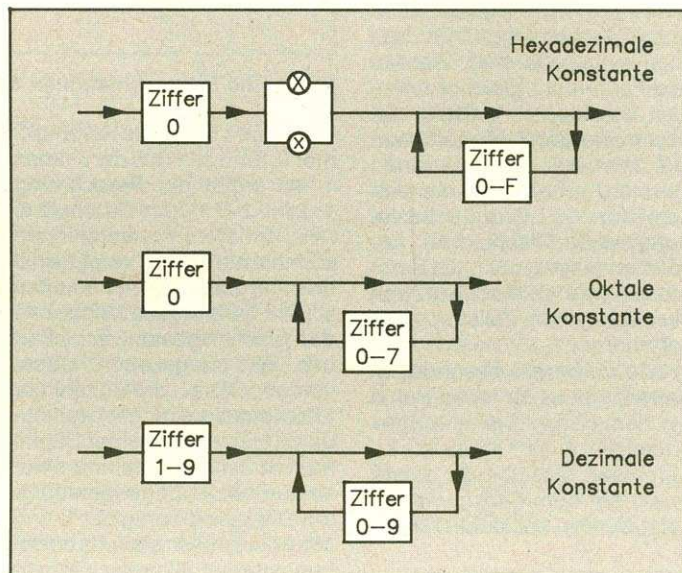 Hexadezimale
Konstante
Ziffer
0
X
x
Ziffer
0–F
Ziffer
0
Oktale
Konstante
Ziffer
0–7
Ziffer
1–9
Dezimale
Konstante
Ziffer
0–9